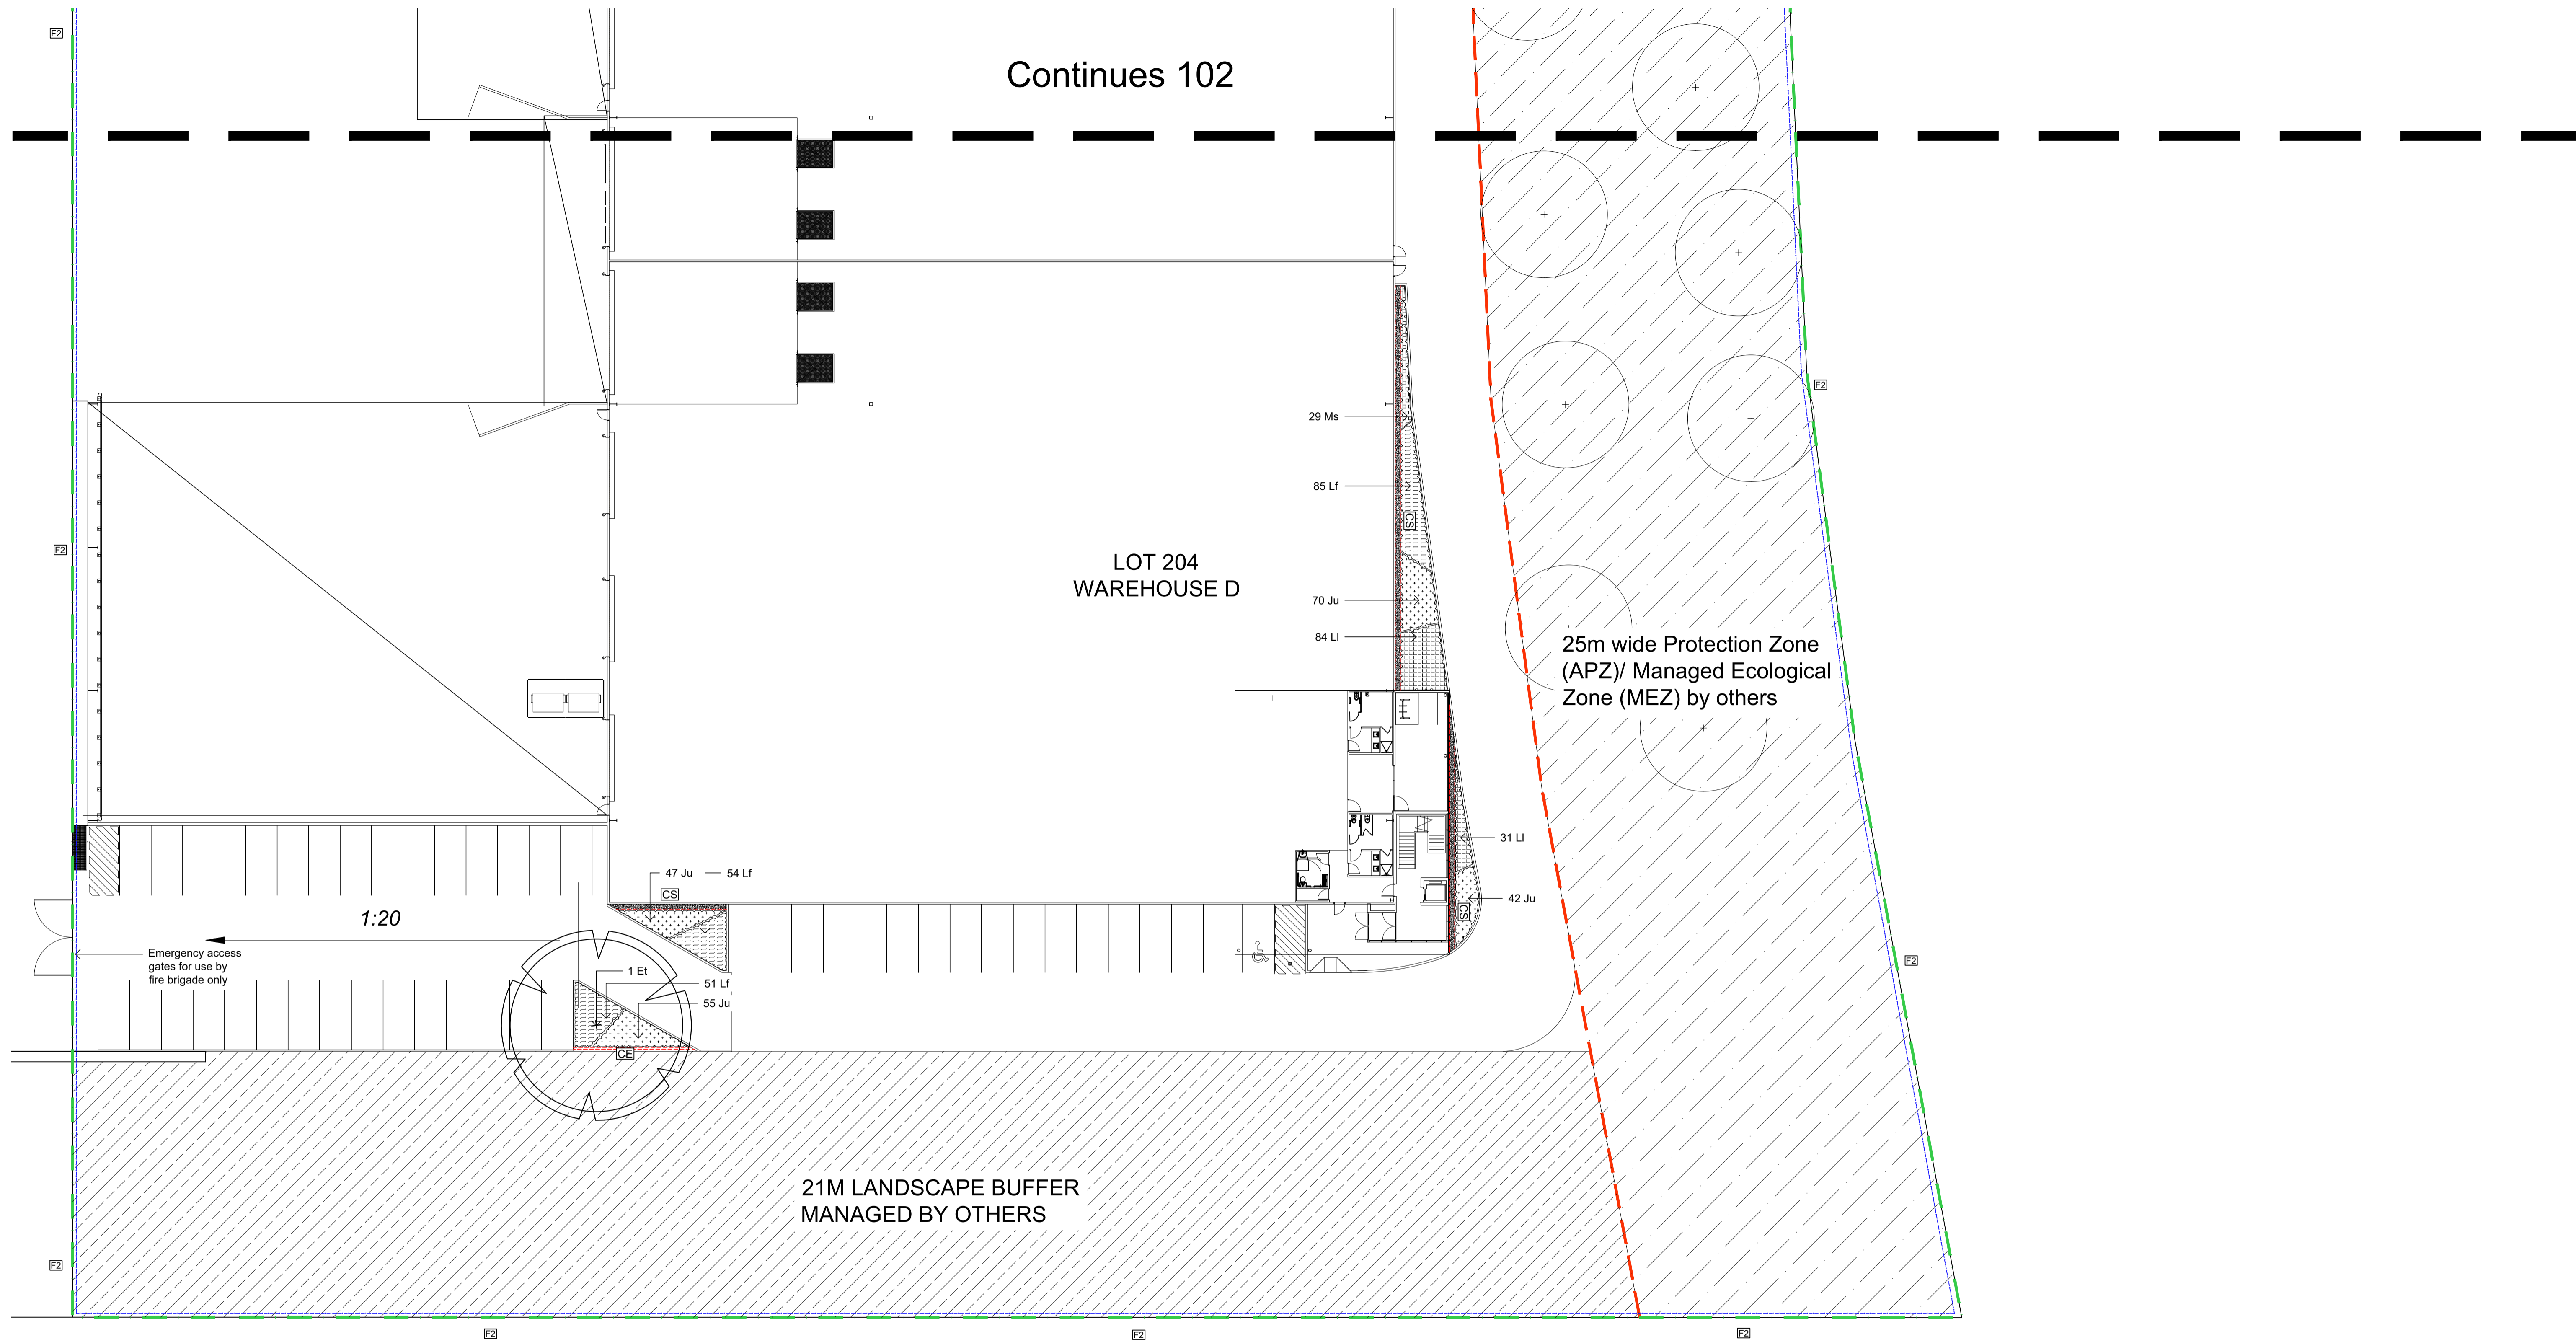 F2
Continues 102
F2
29 Ms
85 Lf
CS
F2
LOT 204
WAREHOUSE D
70 Ju
84 Ll
25m wide Protection Zone
(APZ)/ Managed Ecological
Zone (MEZ) by others
31 Ll
47 Ju
54 Lf
CS
42 Ju
CS
1:20
Emergency access
gates for use by
fire brigade only
F2
1 Et
51 Lf
55 Ju
CE
21M LANDSCAPE BUFFER
MANAGED BY OTHERS
F2
F2
F2
F2